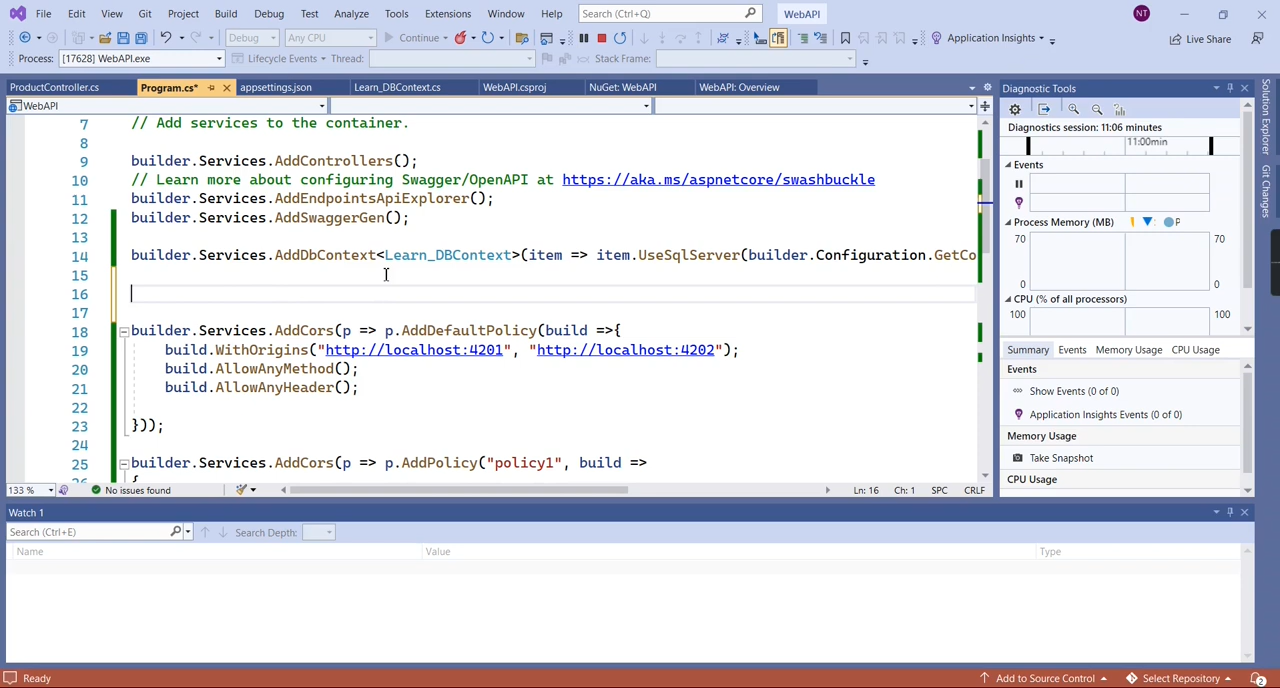 File Edit View Git Project Build Debug Test Analyze Tools Extensions Window Help Search (Ctrl+Q) WebAPI NT
Debug Any CPU Continue Application Insights Live Share
Process: [17628] WebAPI.exe Lifecycle Events Thread: Stack Frame:
ProductController.cs Program.cs* appsettings.json Learn_DBContext.cs WebAPI.csproj NuGet: WebAPI WebAPI: Overview
WebAPI
7 // Add services to the container.
8
9 builder.Services.AddControllers();
10 // Learn more about configuring Swagger/OpenAPI at https://aka.ms/aspnetcore/swashbuckle
11 builder.Services.AddEndpointsApiExplorer();
12 builder.Services.AddSwaggerGen();
13
14 builder.Services.AddDbContext<Learn_DBContext>(item => item.UseSqlServer(builder.Configuration.GetCo
15
16
17
18 builder.Services.AddCors(p => p.AddDefaultPolicy(build =>{
19 build.WithOrigins("http://localhost:4201", "http://localhost:4202");
20 build.AllowAnyMethod();
21 build.AllowAnyHeader();
22
23 }));
24
25 builder.Services.AddCors(p => p.AddPolicy("policy1", build =>
26 {
133 % No issues found Ln: 16 Ch: 1 SPC CRLF
Diagnostic Tools
Diagnostics session: 11:06 minutes
11:00min
Events
Process Memory (MB) P
70 70
0 0
CPU (% of all processors)
100 100
Summary Events Memory Usage CPU Usage
Events
Show Events (0 of 0)
Application Insights Events (0 of 0)
Memory Usage
Take Snapshot
CPU Usage
Solution Explorer
Git Changes
Watch 1
Search (Ctrl+E) Search Depth:
Name Value Type
Ready Add to Source Control Select Repository 2